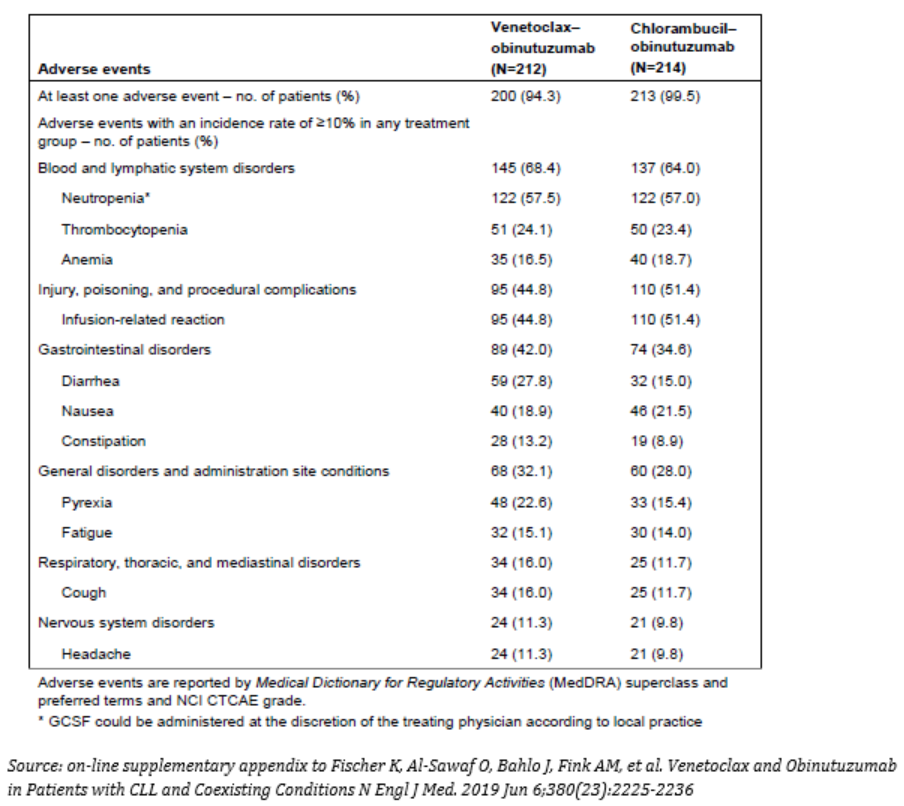 Adverse events Venetoclax–obinutuzumab (N=212) Chlorambucil–obinutuzumab (N=214)
At least one adverse event – no. of patients (%) 200 (94.3) 213 (99.5)
Adverse events with an incidence rate of ≥10% in any treatment
group – no. of patients (%)
Blood and lymphatic system disorders 145 (68.4) 137 (64.0)
Neutropenia* 122 (57.5) 122 (57.0)
Thrombocytopenia 51 (24.1) 50 (23.4)
Anemia 35 (16.5) 40 (18.7)
Injury, poisoning, and procedural complications 95 (44.8) 110 (51.4)
Infusion-related reaction 95 (44.8) 110 (51.4)
Gastrointestinal disorders 89 (42.0) 74 (34.6)
Diarrhea 59 (27.8) 32 (15.0)
Nausea 40 (18.9) 46 (21.5)
Constipation 28 (13.2) 19 (8.9)
General disorders and administration site conditions 68 (32.1) 60 (28.0)
Pyrexia 48 (22.6) 33 (15.4)
Fatigue 32 (15.1) 30 (14.0)
Respiratory, thoracic, and mediastinal disorders 34 (16.0) 25 (11.7)
Cough 34 (16.0) 25 (11.7)
Nervous system disorders 24 (11.3) 21 (9.8)
Headache 24 (11.3) 21 (9.8)
Adverse events are reported by Medical Dictionary for Regulatory Activities (MedDRA) superclass and
preferred terms and NCI CTCAE grade.
* GCSF could be administered at the discretion of the treating physician according to local practice
Source: on-line supplementary appendix to Fischer K, Al-Sawaf O, Bahlo J, Fink AM, et al. Venetoclax and Obinutuzumab
in Patients with CLL and Coexisting Conditions N Engl J Med. 2019 Jun 6;380(23):2225-2236